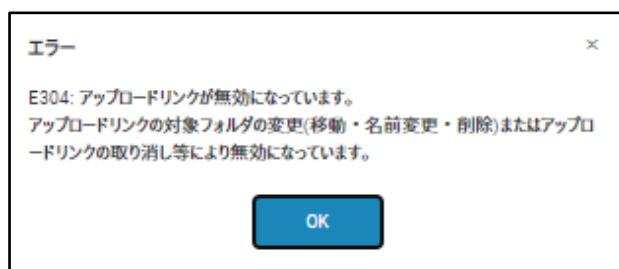 エラー
×
E304: アップロードリンクが無効になっています。
アップロードリンクの対象フォルダの変更(移動・名前変更・削除)またはアップロ
ードリンクの取り消し等により無効になっています。
OK